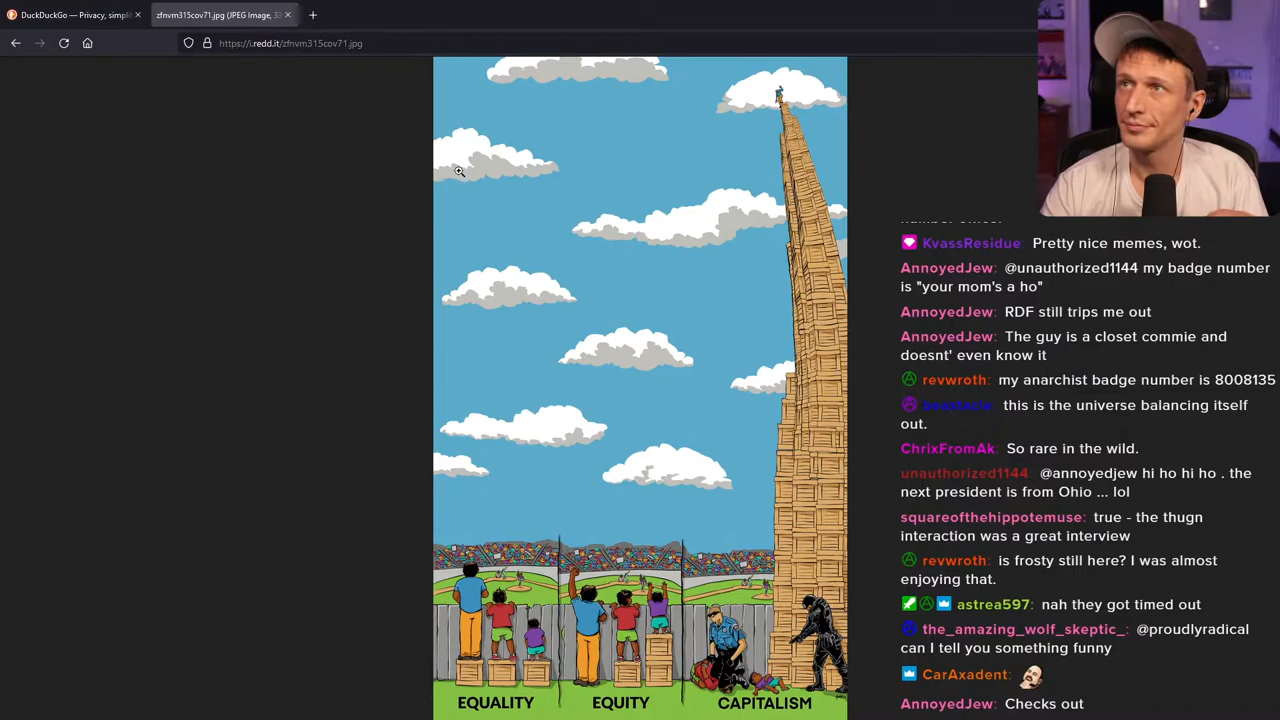 DuckDuckGo — Privacy, simplif
zfnvm315cov71.jpg (JPEG Image, 33
https://i.redd.it/zfnvm315cov71.jpg
KvassResidue: Pretty nice memes, wot.
AnnoyedJew: @unauthorized1144 my badge number
is "your mom's a ho"
AnnoyedJew: RDF still trips me out
AnnoyedJew: The guy is a closet commie and
doesnt' even know it
revwroth: my anarchist badge number is 8008135
this is the universe balancing itself
out.
ChrixFromAk: So rare in the wild.
unauthorized1144: @annoyedjew hi ho hi ho . the
next president is from Ohio ... lol
squareofthehippotemuse: true - the thugn
interaction was a great interview
revwroth: is frosty still here? I was almost
enjoying that.
astrea597: nah they got timed out
the_amazing_wolf_skeptic_: @proudlyradical
can I tell you something funny
CarAxadent:
AnnoyedJew: Checks out
EQUALITY
EQUITY
CAPITALISM